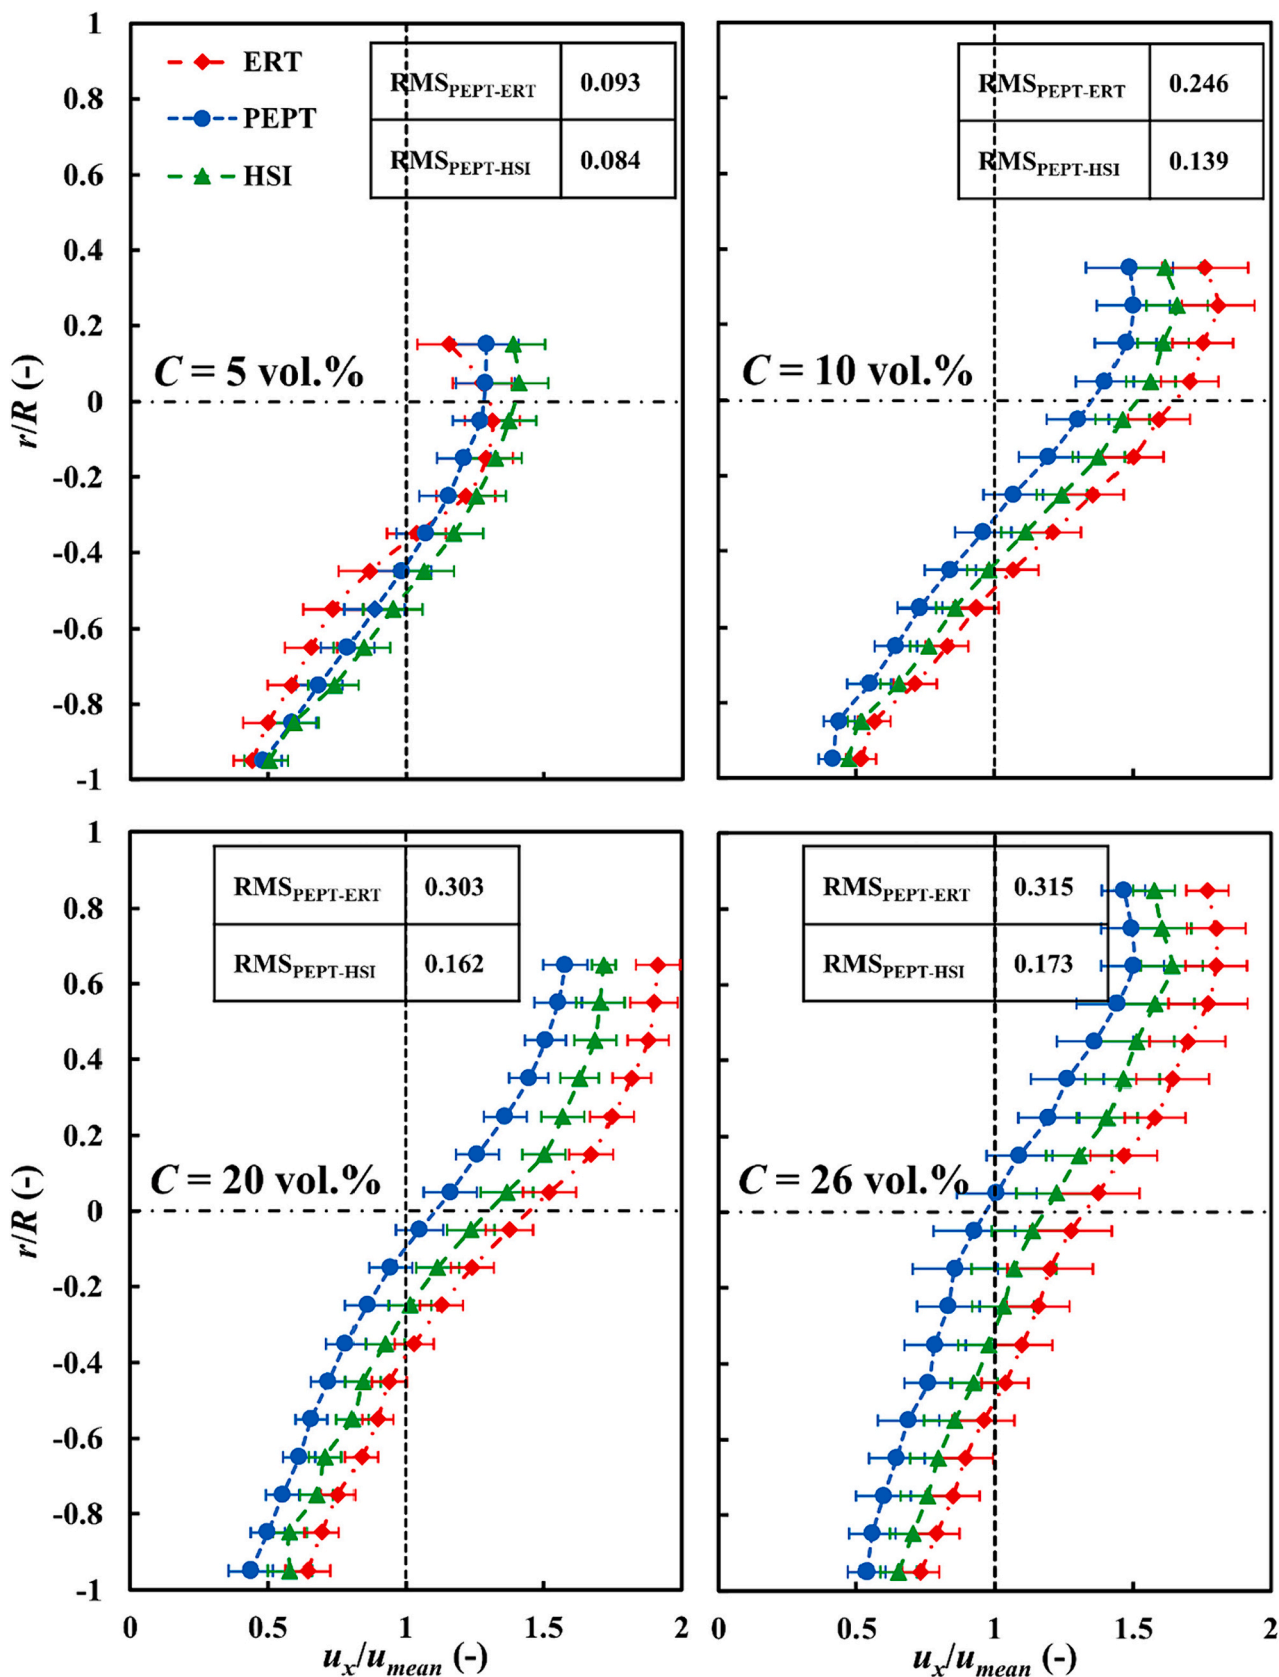 1
0.8
0.6
0.4
0.2
0
-0.2
-0.4
-0.6
-0.8
-1
r/R (-)
ERT
PEPT
HSI
RMSPEPT-ERT 0.093
RMSPEPT-HSI 0.084
C = 5 vol.%
RMSPEPT-ERT 0.246
RMSPEPT-HSI 0.139
C = 10 vol.%
1
0.8
0.6
0.4
0.2
0
-0.2
-0.4
-0.6
-0.8
-1
r/R (-)
RMSPEPT-ERT 0.303
RMSPEPT-HSI 0.162
C = 20 vol.%
0 0.5 1 1.5 2
ux/umean (-)
RMSPEPT-ERT 0.315
RMSPEPT-HSI 0.173
C = 26 vol.%
0 0.5 1 1.5 2
ux/umean (-)